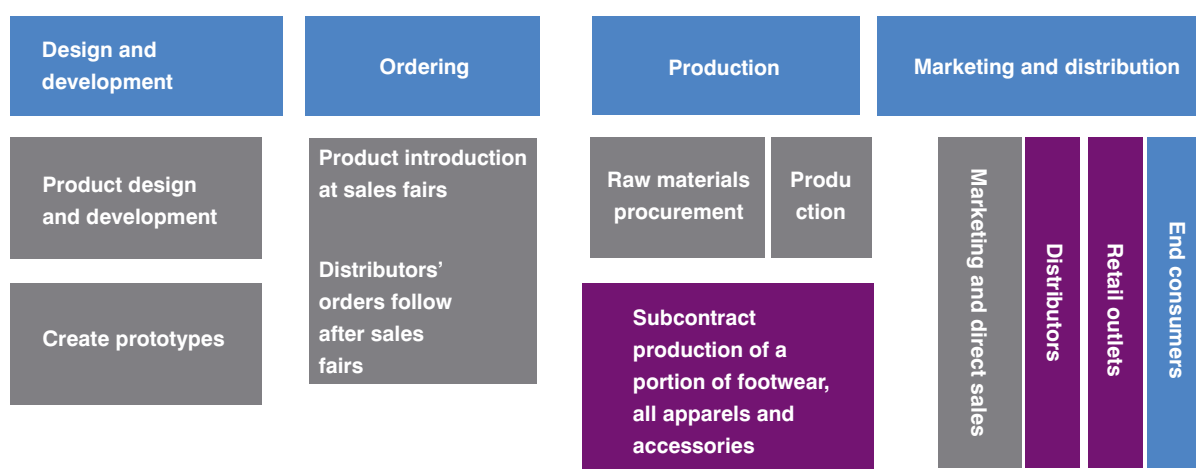 Design and
development
Ordering
Production
Marketing and distribution
Product design
and development
Create prototypes
Product introduction
at sales fairs
Distributors’
orders follow
after sales
fairs
Raw materials
procurement
Produ
ction
Subcontract
production of a
portion of footwear,
all apparels and
accessories
Marketing and direct sales
Distributors
Retail outlets
End consumers